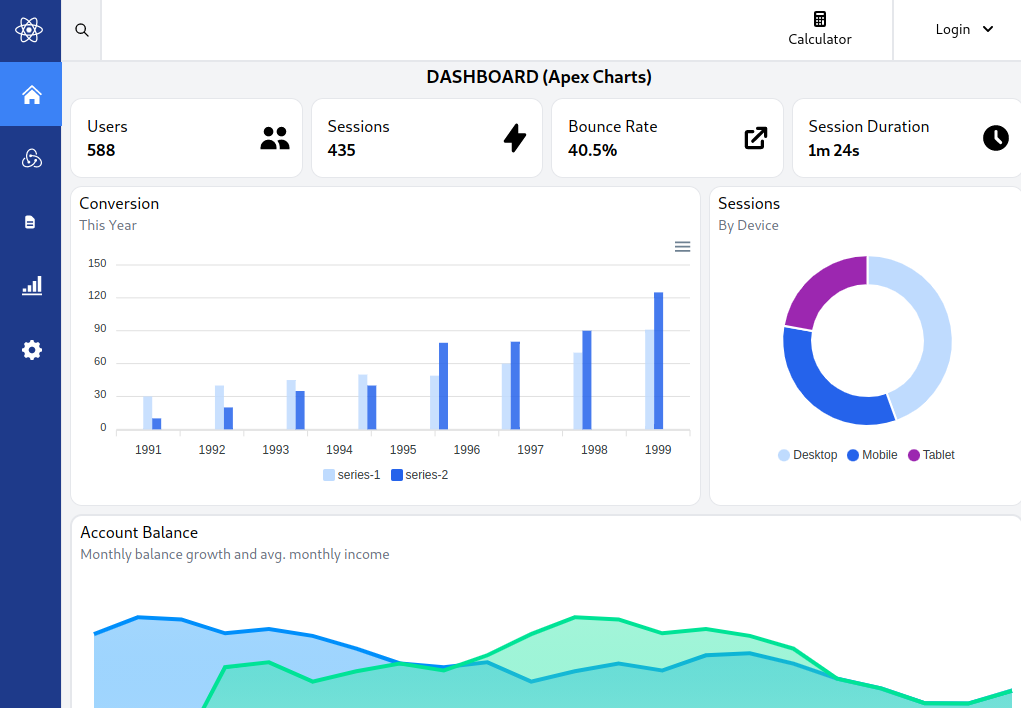 Calculator
Login
DASHBOARD (Apex Charts)
Users
588
Sessions
435
Bounce Rate
40.5%
Session Duration
1m 24s
Conversion
This Year
150
120
90
60
30
0
1991 1992 1993 1994 1995 1996 1997 1998 1999
series-1 series-2
Sessions
By Device
Desktop Mobile Tablet
Account Balance
Monthly balance growth and avg. monthly income